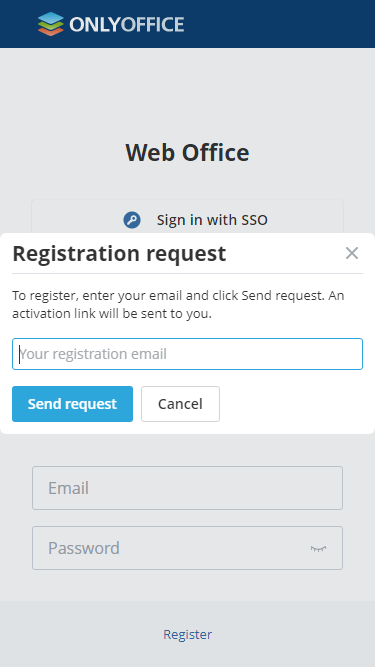 ONLYOFFICE
Web Office
Sign in with SSO
Registration request
To register, enter your email and click Send request. An
activation link will be sent to you.
Your registration email
Send request
Cancel
Email
Password
Register